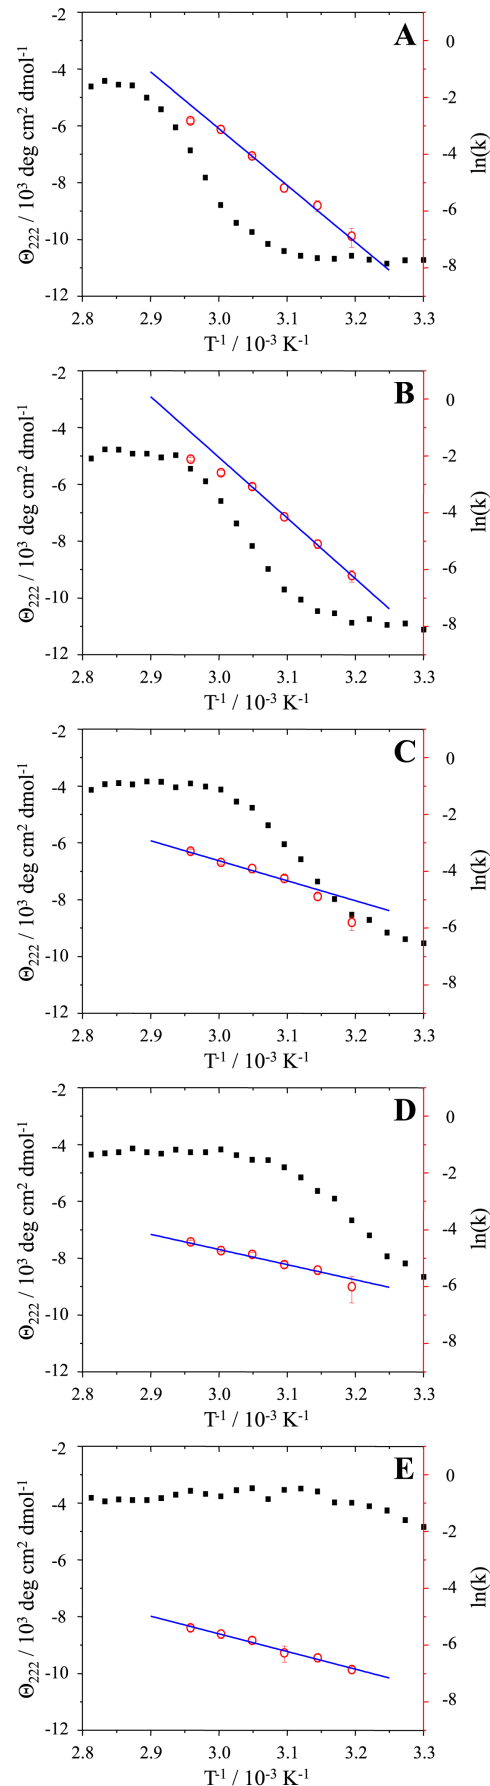 A
-2
-4
-6
-8
-10
-12
Θ222 / 10³ deg cm² dmol⁻¹
0
-2
-4
-6
-8
ln(k)
2.8 2.9 3.0 3.1 3.2 3.3
T⁻¹ / 10⁻³ K⁻¹
B
-2
-4
-6
-8
-10
-12
Θ222 / 10³ deg cm² dmol⁻¹
0
-2
-4
-6
-8
ln(k)
2.8 2.9 3.0 3.1 3.2 3.3
T⁻¹ / 10⁻³ K⁻¹
C
-2
-4
-6
-8
-10
-12
Θ222 / 10³ deg cm² dmol⁻¹
0
-2
-4
-6
-8
ln(k)
2.8 2.9 3.0 3.1 3.2 3.3
T⁻¹ / 10⁻³ K⁻¹
D
-2
-4
-6
-8
-10
-12
Θ222 / 10³ deg cm² dmol⁻¹
0
-2
-4
-6
-8
ln(k)
2.8 2.9 3.0 3.1 3.2 3.3
T⁻¹ / 10⁻³ K⁻¹
E
-2
-4
-6
-8
-10
-12
Θ222 / 10³ deg cm² dmol⁻¹
0
-2
-4
-6
-8
ln(k)
2.8 2.9 3.0 3.1 3.2 3.3
T⁻¹ / 10⁻³ K⁻¹